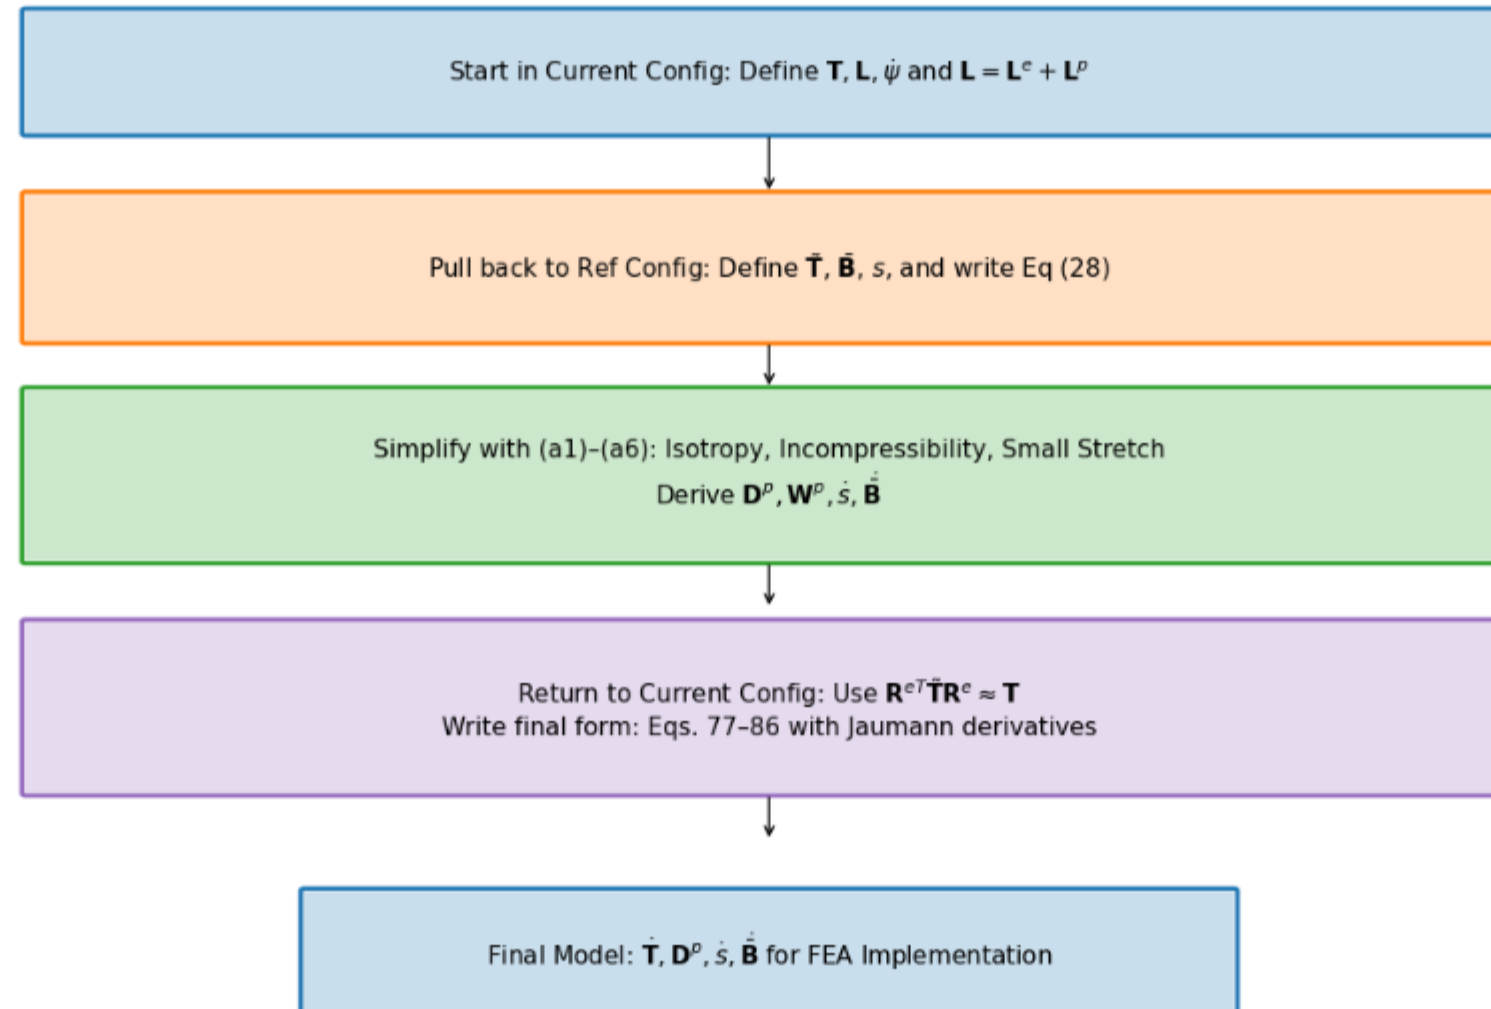 Start in Current Config: Define T, L, ψ̇ and L = Lᵉ + Lᵖ
Pull back to Ref Config: Define T̄, B̄, s, and write Eq (28)
Simplify with (a1)–(a6): Isotropy, Incompressibility, Small Stretch
Derive Dᵖ, Wᵖ, ṡ, B̄̇
Return to Current Config: Use RᵉᵀT̄Rᵉ ≈ T
Write final form: Eqs. 77–86 with Jaumann derivatives
Final Model: Ṫ, Dᵖ, ṡ, B̄̇ for FEA Implementation